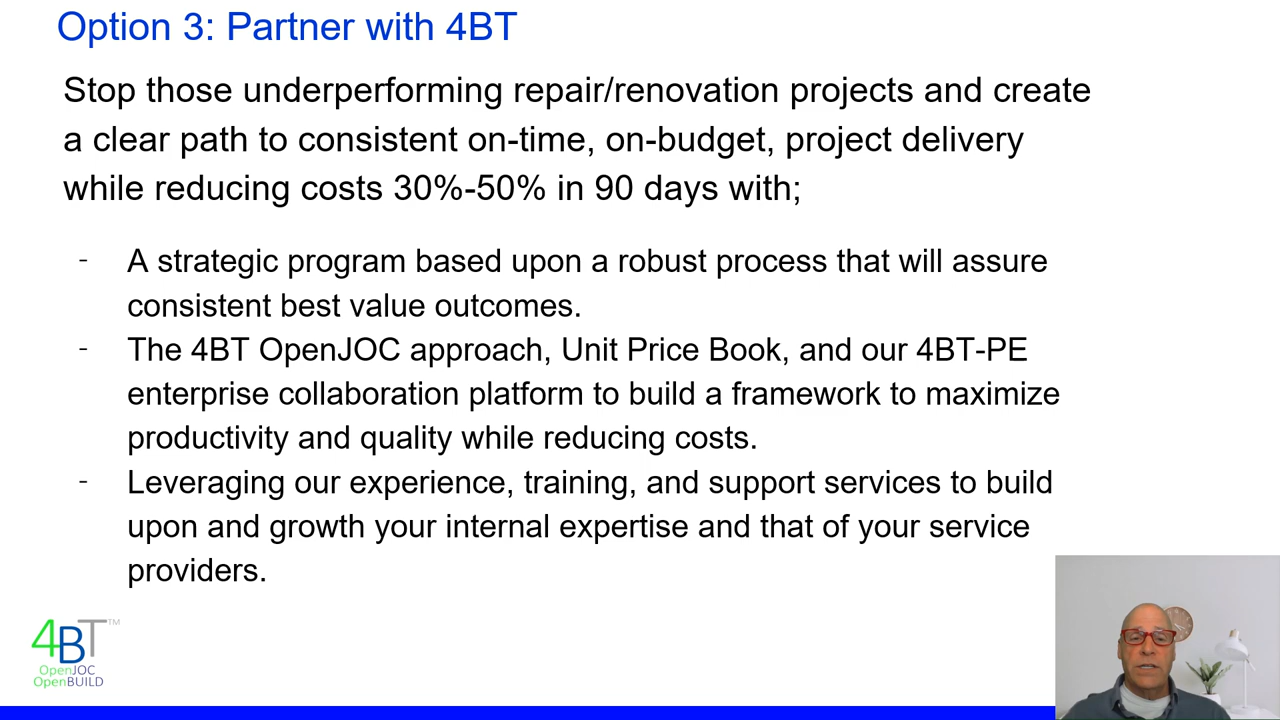 Option 3: Partner with 4BT
Stop those underperforming repair/renovation projects and create
a clear path to consistent on-time, on-budget, project delivery
while reducing costs 30%-50% in 90 days with;
- A strategic program based upon a robust process that will assure
consistent best value outcomes.
- The 4BT OpenJOC approach, Unit Price Book, and our 4BT-PE
enterprise collaboration platform to build a framework to maximize
productivity and quality while reducing costs.
- Leveraging our experience, training, and support services to build
upon and growth your internal expertise and that of your service
providers.
4BT™
OpenJOC
OpenBUILD